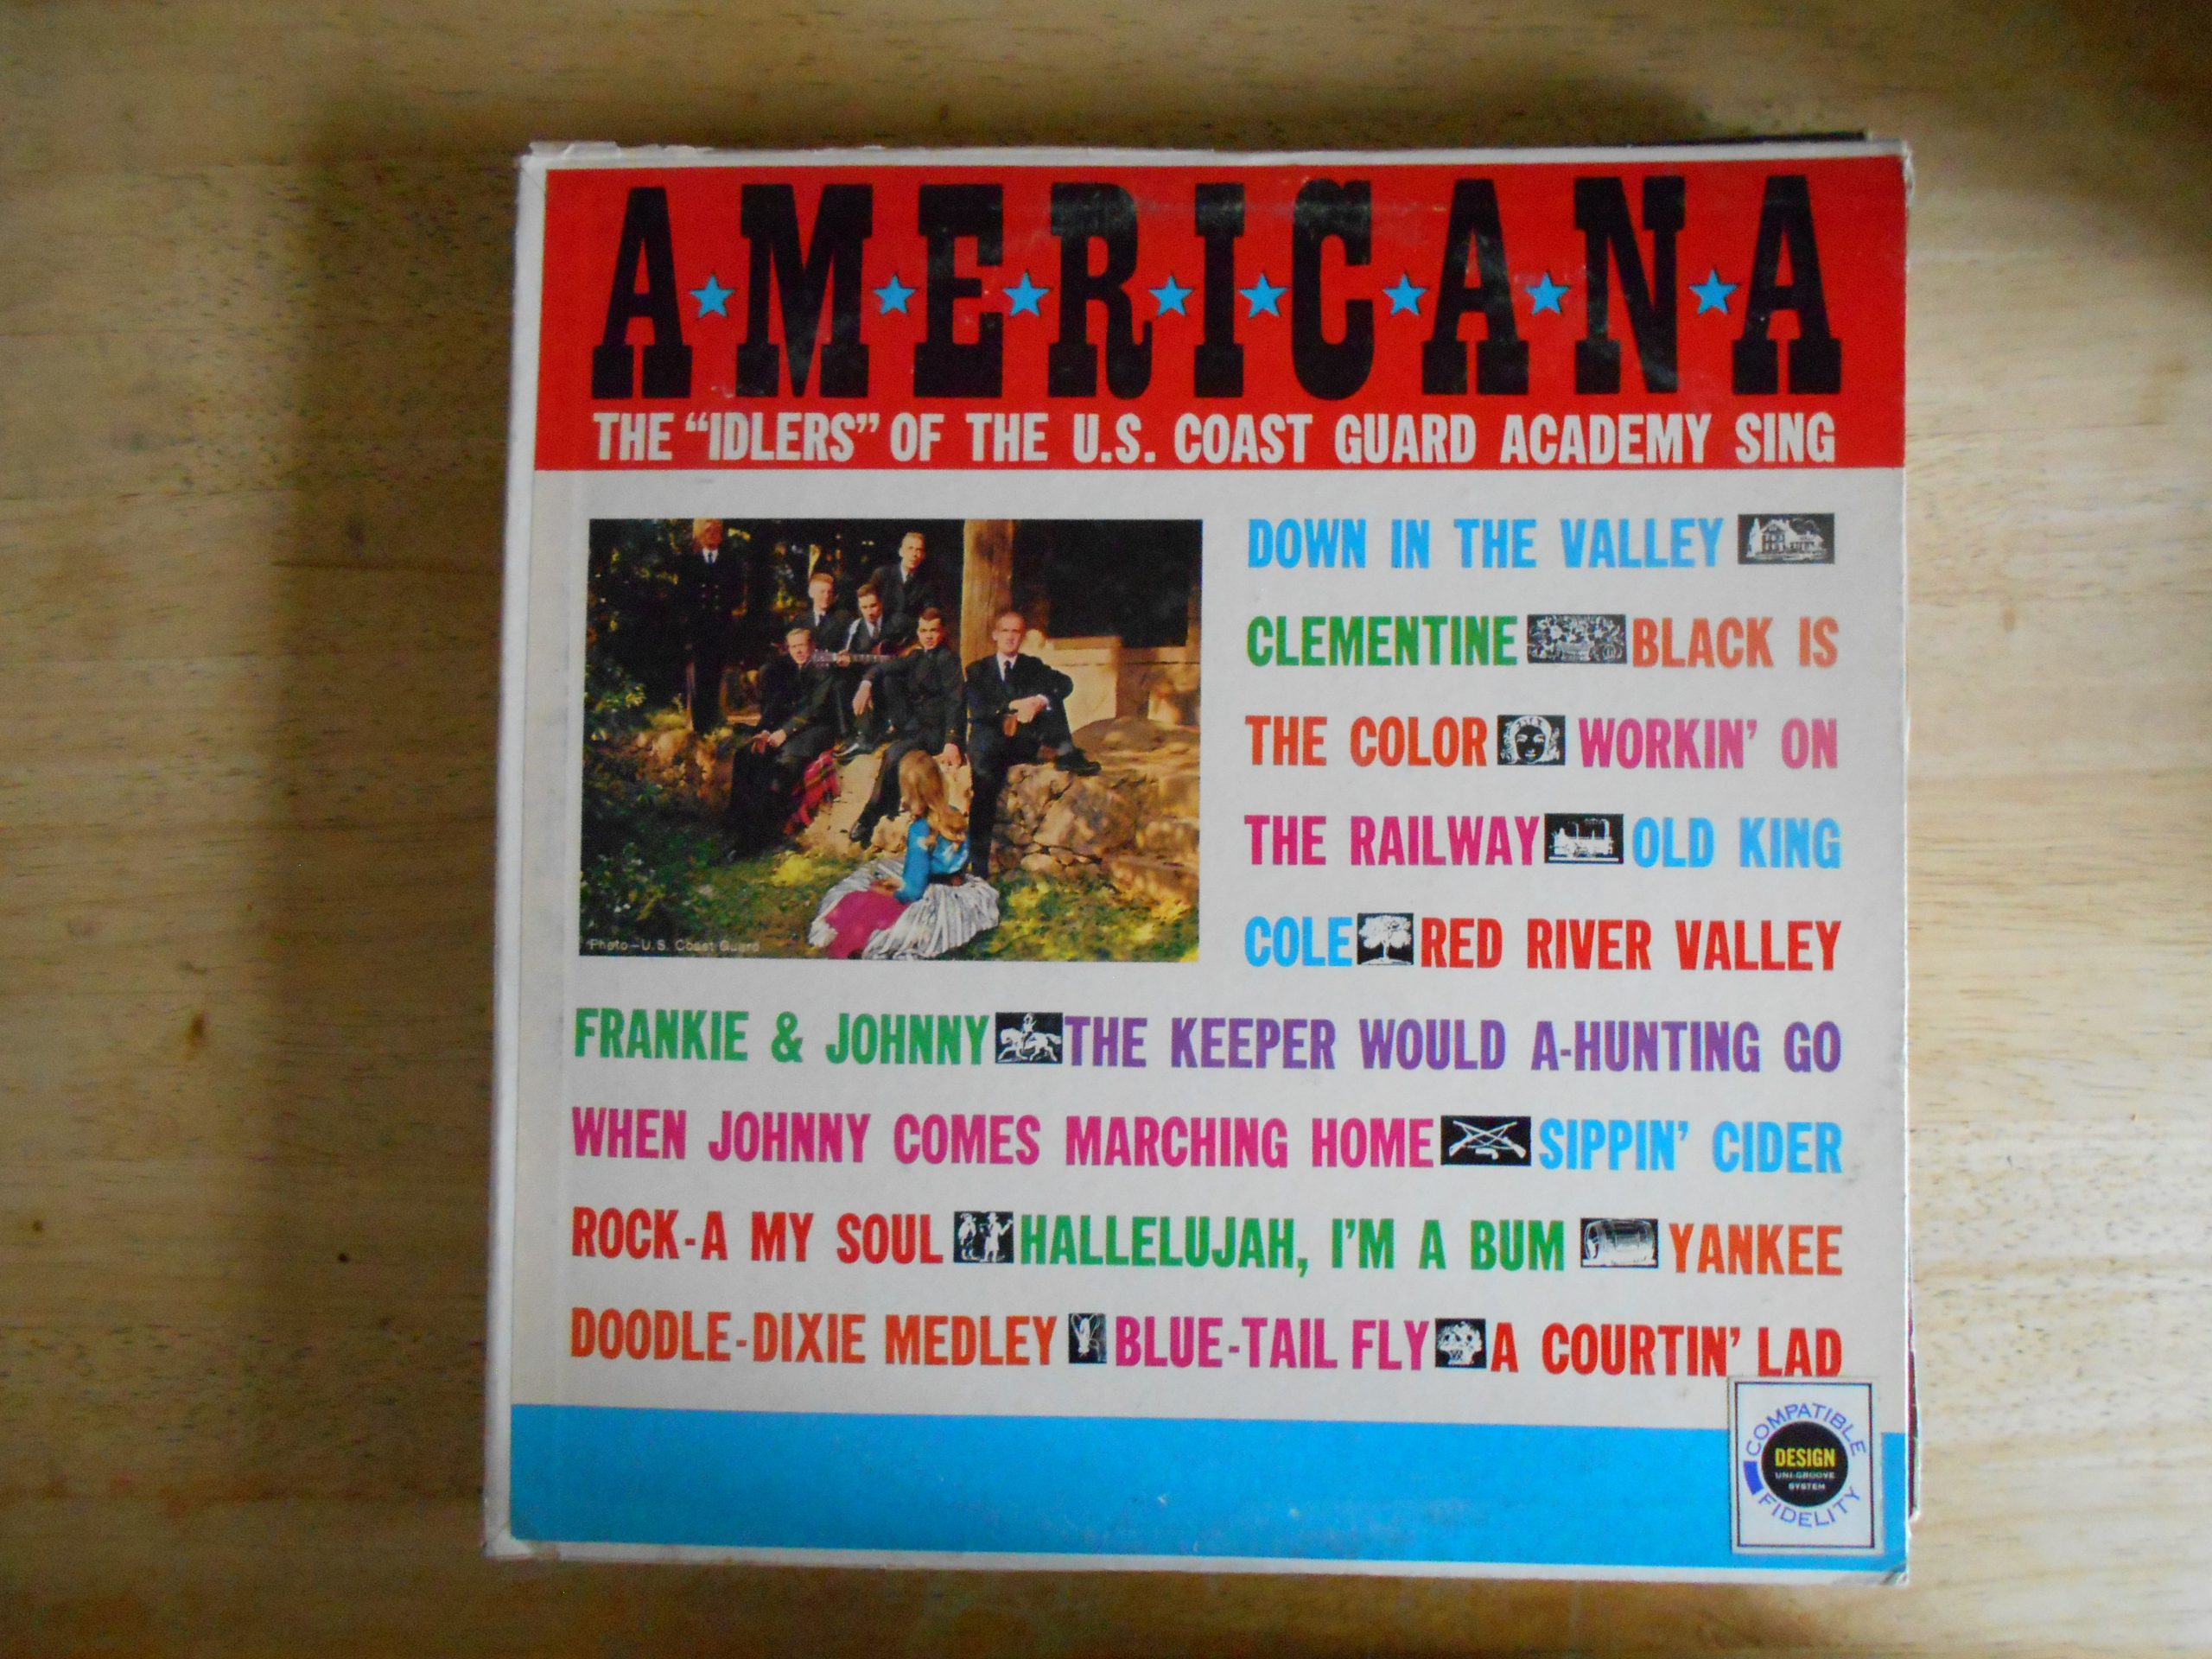 A★M★E★R★I★C★A★N★A
THE “IDLERS” OF THE U.S. COAST GUARD ACADEMY SING
DOWN IN THE VALLEY
CLEMENTINE BLACK IS
THE COLOR WORKIN’ ON
THE RAILWAY OLD KING
COLE RED RIVER VALLEY
Photo—U.S. Coast Guard
FRANKIE & JOHNNY THE KEEPER WOULD A-HUNTING GO
WHEN JOHNNY COMES MARCHING HOME SIPPIN’ CIDER
ROCK-A MY SOUL HALLELUJAH, I’M A BUM YANKEE
DOODLE-DIXIE MEDLEY BLUE-TAIL FLY A COURTIN’ LAD
COMPATIBLE
DESIGN
UNI-GROOVE
SYSTEM
FIDELITY